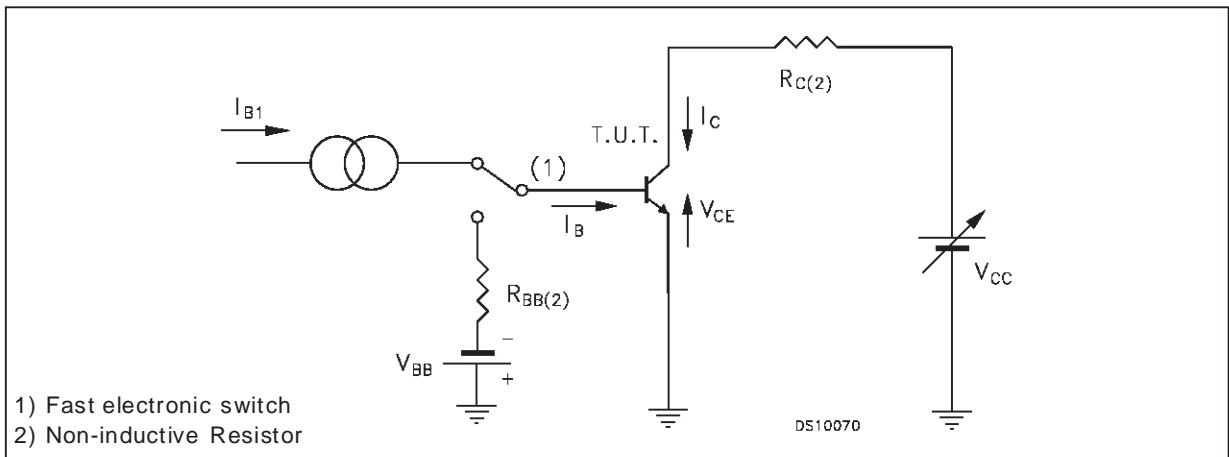 I_B1
(1)
I_B
R_BB(2)
V_BB
−
+
T.U.T.
I_C
V_CE
R_C(2)
V_CC
1) Fast electronic switch
2) Non-inductive Resistor
DS10070